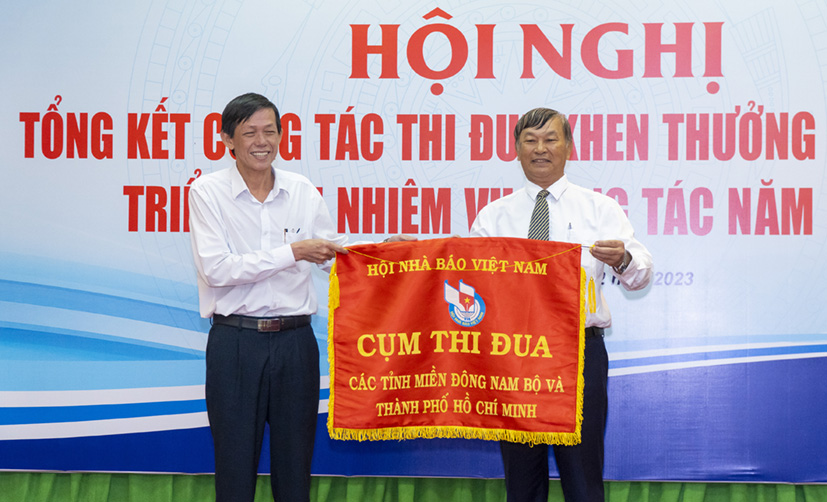 HỘI NGHỊ
TỔNG KẾT TÁC THI KHEN THƯỞNG
NHIỆM TÁC NĂM
2023
HỘI NHÀ BÁO VIỆT NAM
CỤM THI ĐUA
CÁC TỈNH MIỀN ĐÔNG NAM BỘ VÀ
THÀNH PHỐ HỒ CHÍ MINH